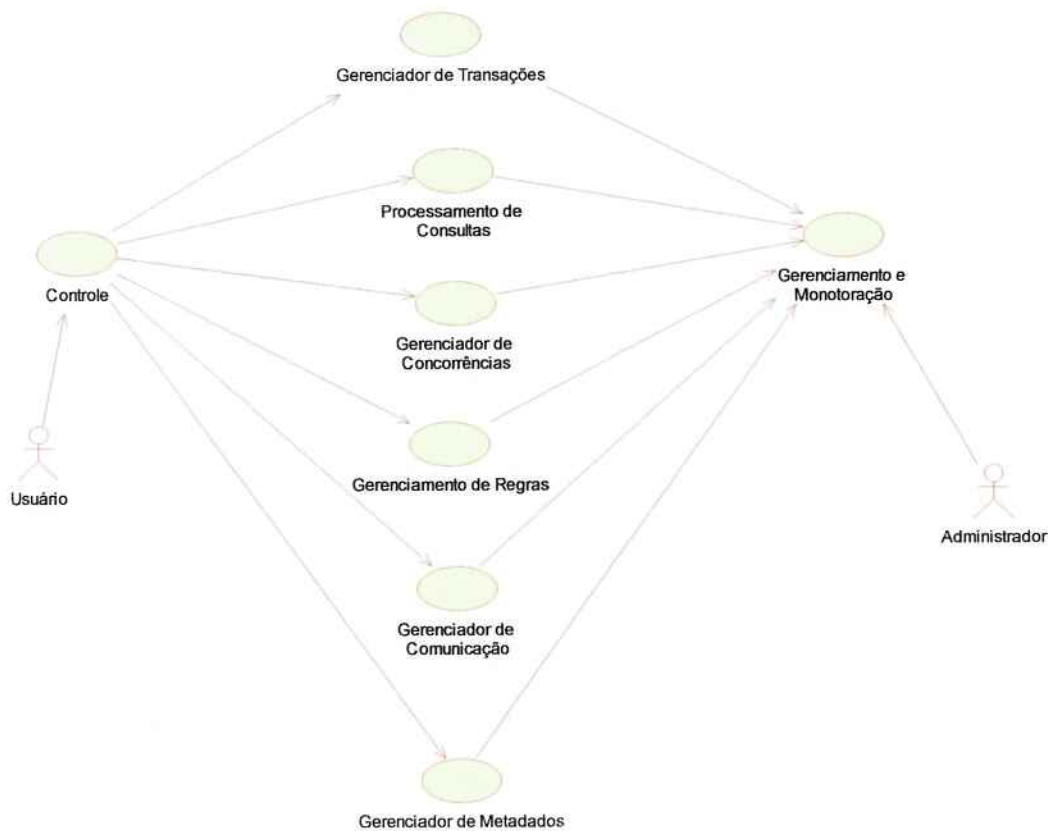 Gerenciador de Transações
Processamento de
Consultas
Controle
Gerenciamento e
Monotoração
Gerenciador de
Concorrências
Usuário
Gerenciamento de Regras
Administrador
Gerenciador de
Comunicação
Gerenciador de Metadados